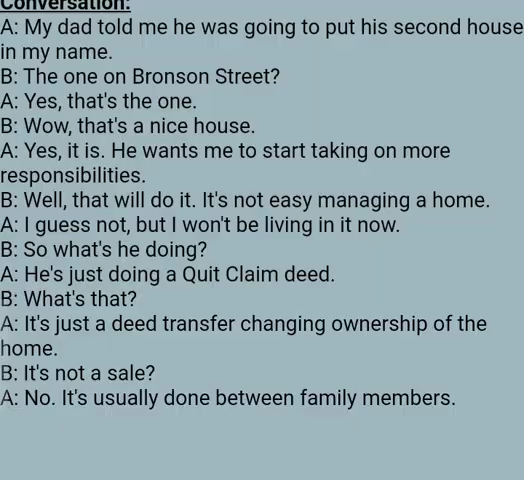 Conversation:
A: My dad told me he was going to put his second house
in my name.
B: The one on Bronson Street?
A: Yes, that's the one.
B: Wow, that's a nice house.
A: Yes, it is. He wants me to start taking on more
responsibilities.
B: Well, that will do it. It's not easy managing a home.
A: I guess not, but I won't be living in it now.
B: So what's he doing?
A: He's just doing a Quit Claim deed.
B: What's that?
A: It's just a deed transfer changing ownership of the
home.
B: It's not a sale?
A: No. It's usually done between family members.